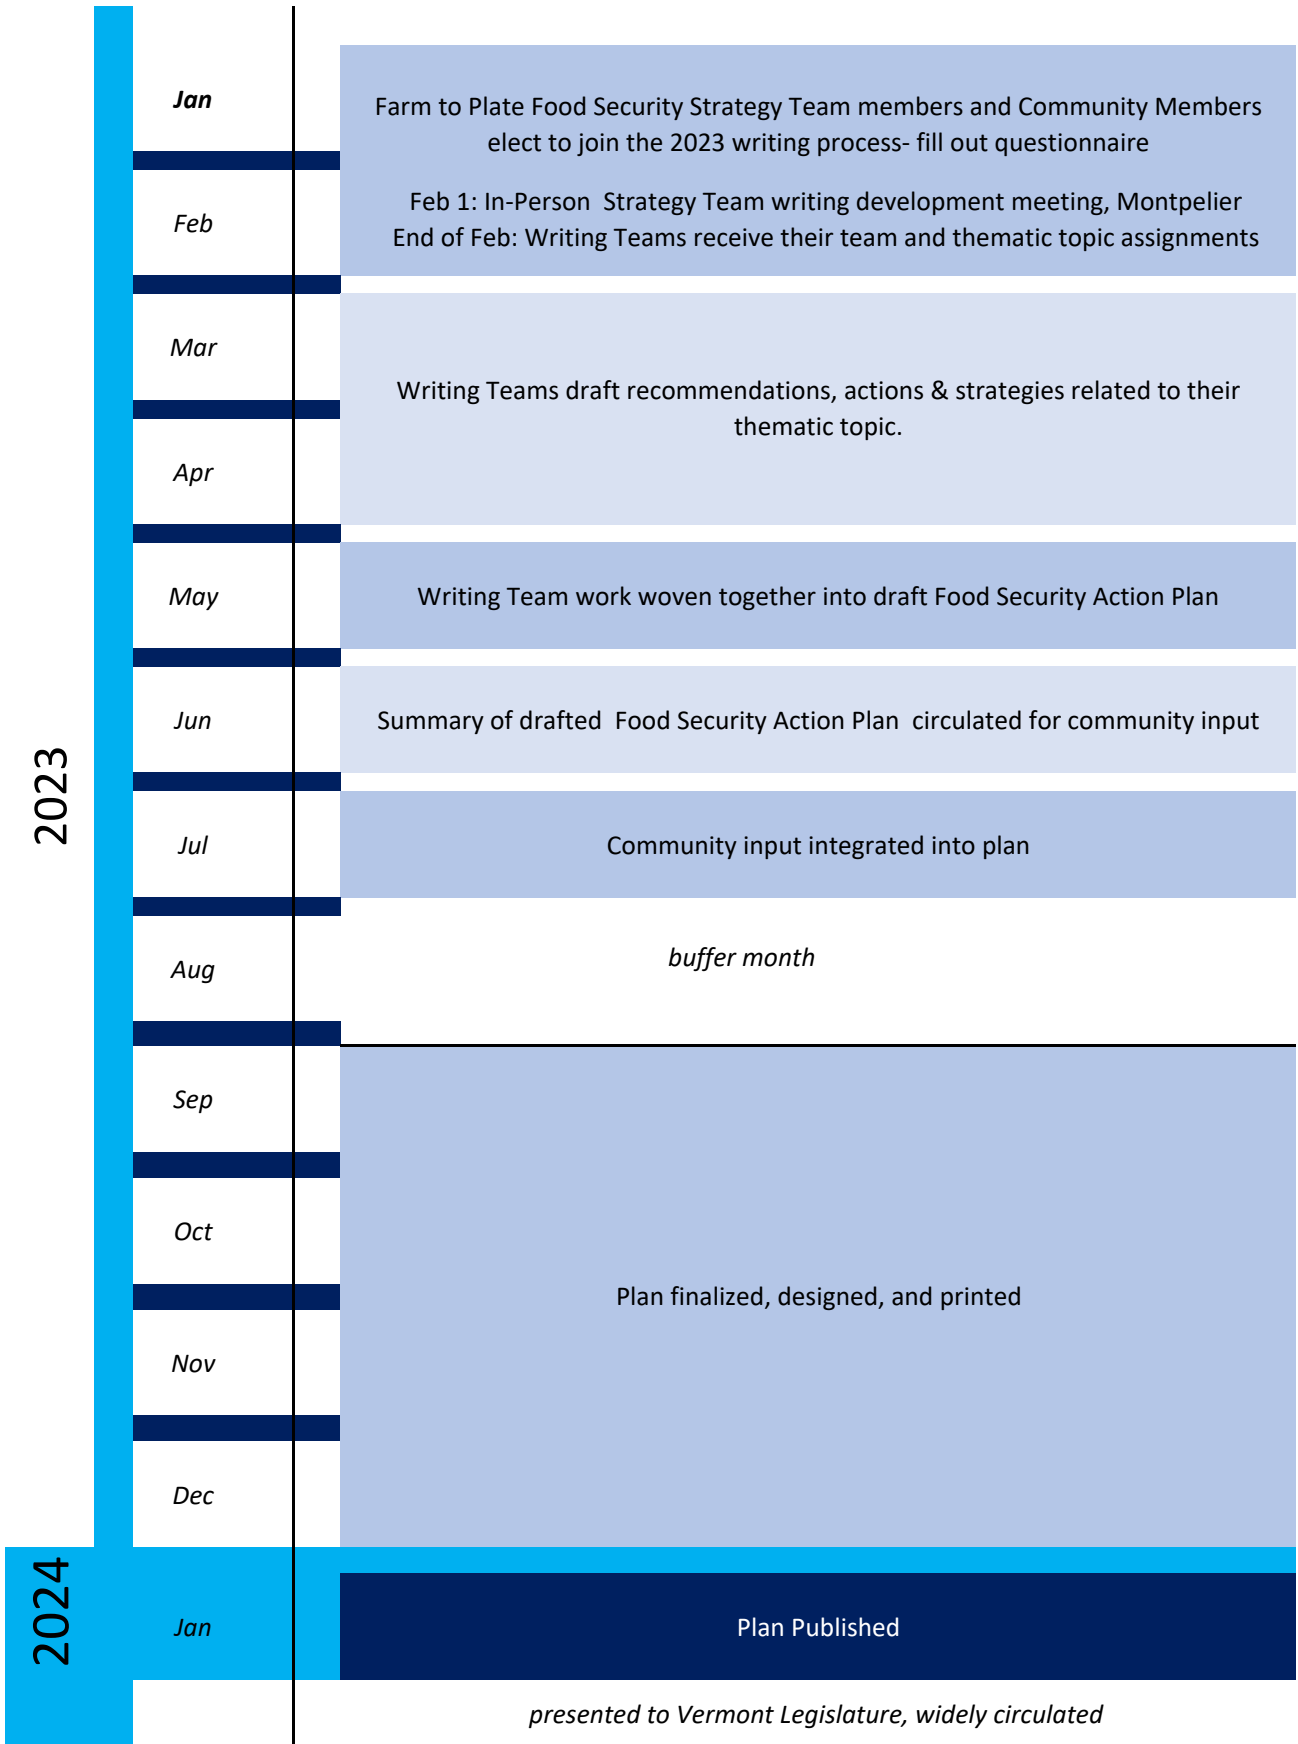 2023
Jan
Farm to Plate Food Security Strategy Team members and Community Members
elect to join the 2023 writing process- fill out questionnaire
Feb
Feb 1: In-Person  Strategy Team writing development meeting, Montpelier
End of Feb: Writing Teams receive their team and thematic topic assignments
Mar
Writing Teams draft recommendations, actions & strategies related to their
thematic topic.
Apr
May
Writing Team work woven together into draft Food Security Action Plan
Jun
Summary of drafted  Food Security Action Plan  circulated for community input
Jul
Community input integrated into plan
Aug
buffer month
Sep
Oct
Plan finalized, designed, and printed
Nov
Dec
2024
Jan
Plan Published
presented to Vermont Legislature, widely circulated